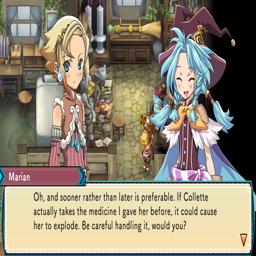 Marian
Oh, and sooner rather than later is preferable. If Collette
actually takes the medicine I gave her before, it could cause
her to explode. Be careful handling it, would you?